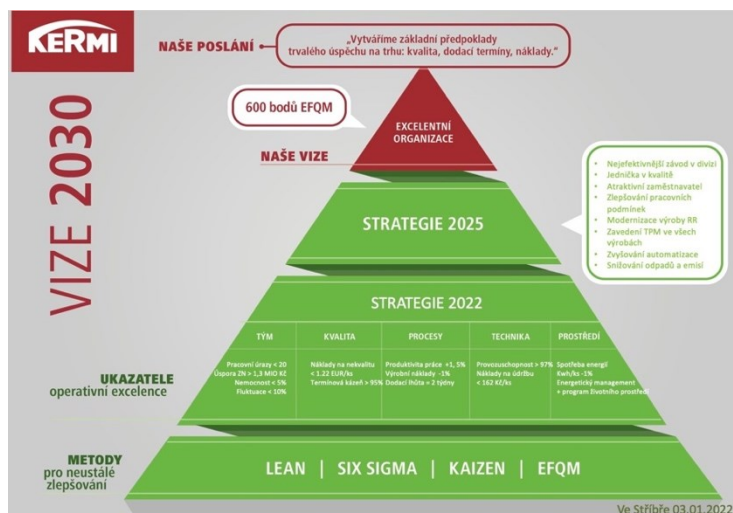 KERMI
VIZE 2030
NAŠE POSLÁNÍ
„Vytváříme základní předpoklady
trvalého úspěchu na trhu: kvalita, dodací termíny, náklady.“
600 bodů EFQM
EXCELENTNÍ
ORGANIZACE
NAŠE VIZE
STRATEGIE 2025
• Nejefektivnější závod v divizi
• Jednička v kvalitě
• Atraktivní zaměstnavatel
• Zlepšování pracovních
podmínek
• Modernizace výroby RR
• Zavedení TPM ve všech
výrobách
• Zvyšování automatizace
• Snižování odpadů a emisí
STRATEGIE 2022
TÝM
Pracovní úrazy < 20
Úspora ZN > 1,3 MIO Kč
Nemocnost < 5%
Fluktuace < 10%
KVALITA
Náklady na nekvalitu
< 1.22 EUR/ks
Termínová kázeň > 95%
PROCESY
Produktivita práce +1, 5%
Výrobní náklady -1%
Dodací lhůta = 2 týdny
TECHNIKA
Provozuschopnost > 97%
Náklady na údržbu
< 162 Kč/ks
PROSTŘEDÍ
Spotřeba energií
Kwh/ks -1%
Energetický management
+ program životního prostředí
UKAZATELE
operativní excelence
METODY
pro neustálé
zlepšování
LEAN | SIX SIGMA | KAIZEN | EFQM
Ve Stříbře 03.01.2022